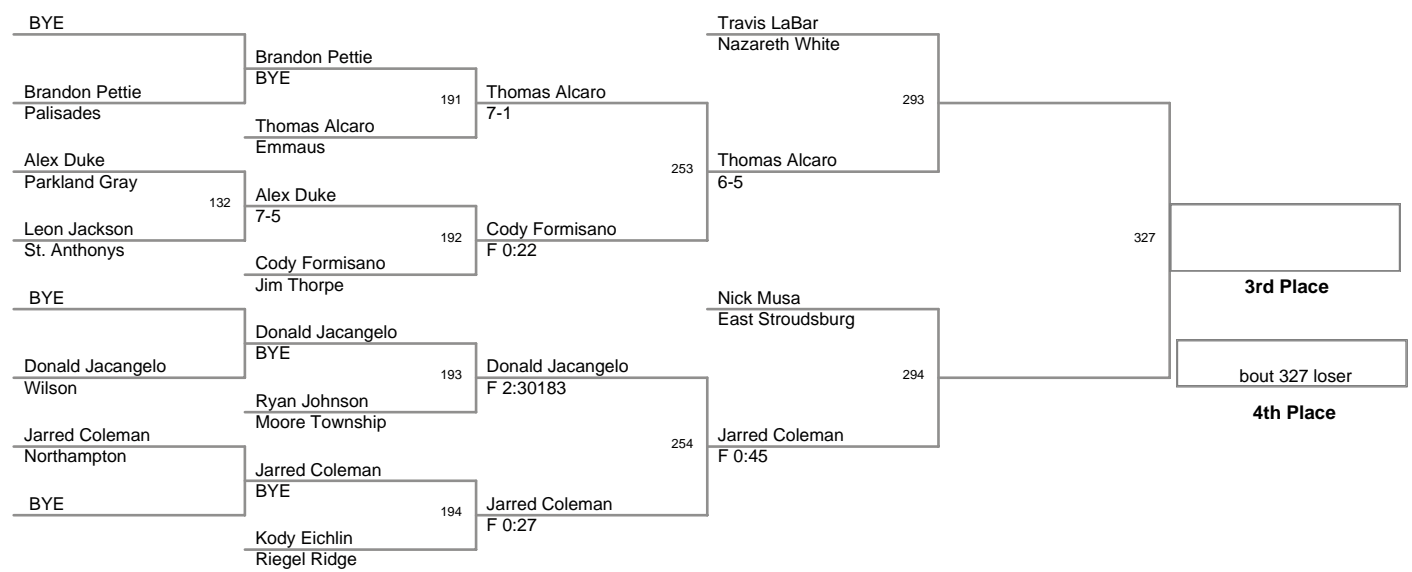 BYE
Brandon Pettie
Palisades
Alex Duke
Parkland Gray
132
Leon Jackson
St. Anthonys
BYE
Donald Jacangelo
Wilson
Jarred Coleman
Northampton
BYE
Brandon Pettie
BYE
191
Thomas Alcaro
Emmaus
Alex Duke
7-5
192
Cody Formisano
Jim Thorpe
Donald Jacangelo
BYE
193
Ryan Johnson
Moore Township
Jarred Coleman
BYE
194
Kody Eichlin
Riegel Ridge
Thomas Alcaro
7-1
253
Cody Formisano
F 0:22
Donald Jacangelo
F 2:30183
254
Jarred Coleman
F 0:27
Travis LaBar
Nazareth White
293
Thomas Alcaro
6-5
Nick Musa
East Stroudsburg
294
Jarred Coleman
F 0:45
327
3rd Place
bout 327 loser
4th Place